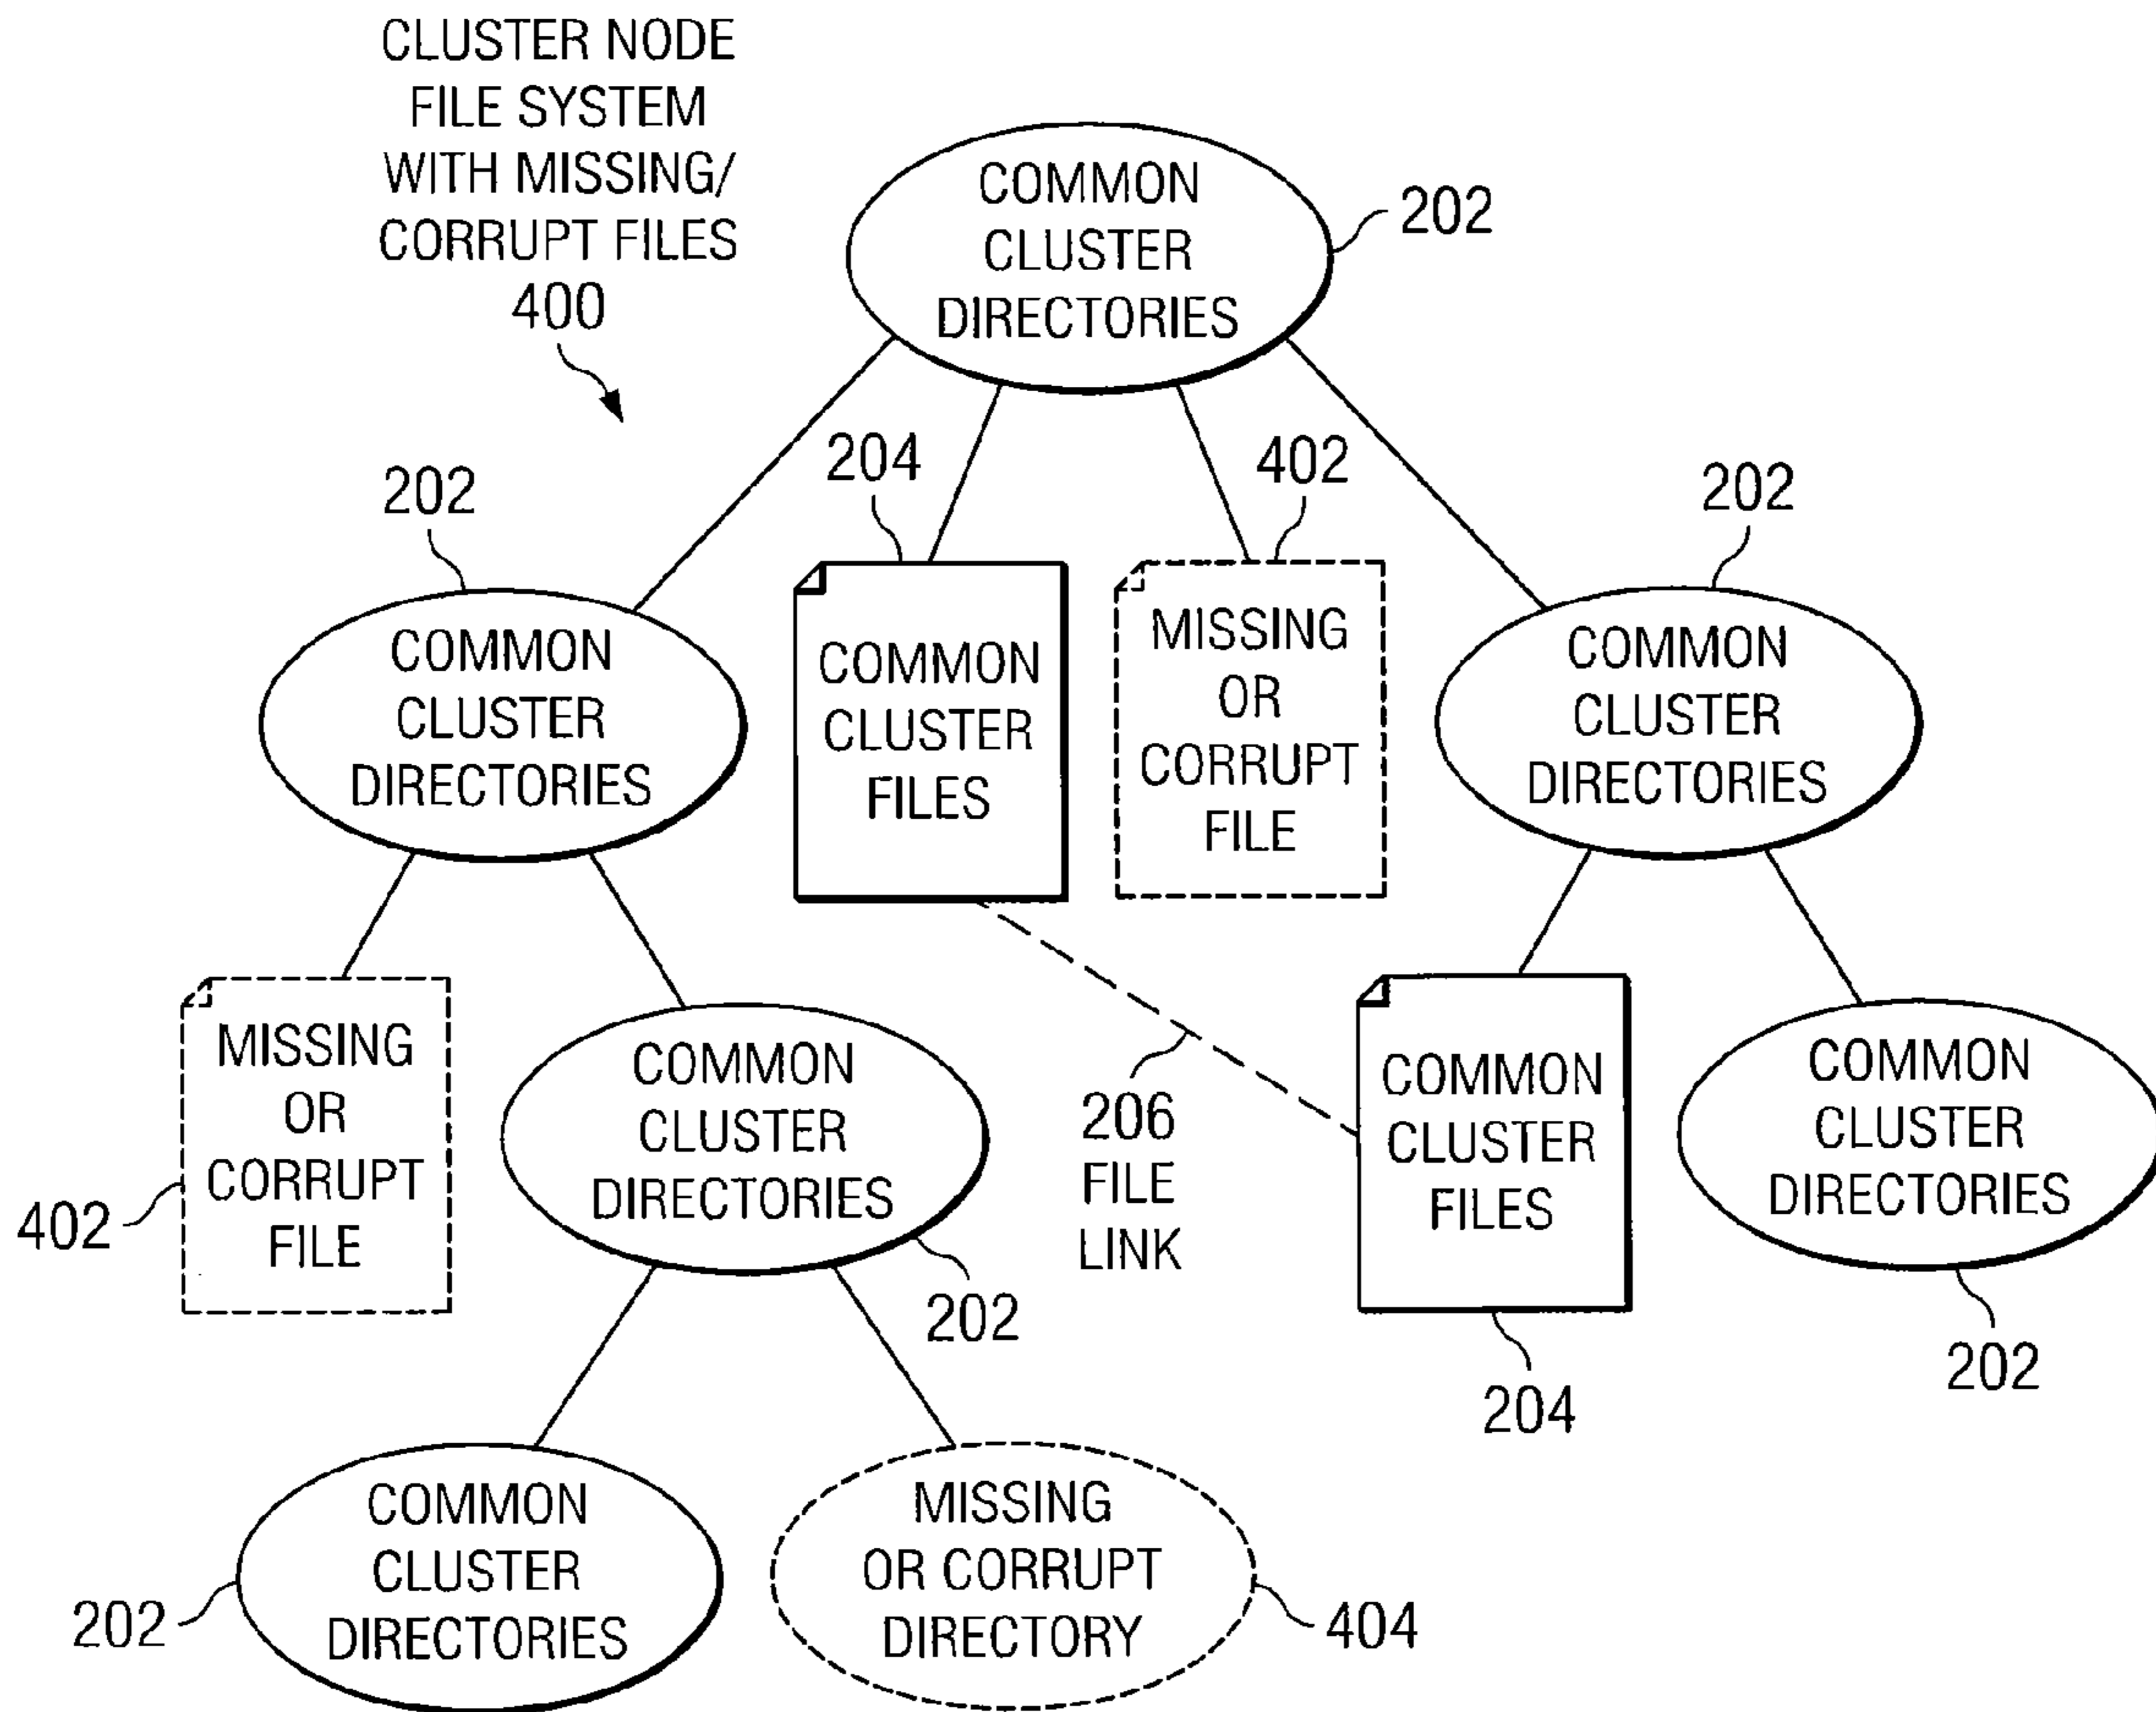 CLUSTER NODE
FILE SYSTEM
WITH MISSING/
CORRUPT FILES
400
COMMON
CLUSTER
DIRECTORIES
202
202
204
402
202
COMMON
CLUSTER
DIRECTORIES
COMMON
CLUSTER
FILES
MISSING
OR
CORRUPT
FILE
COMMON
CLUSTER
DIRECTORIES
MISSING
OR
CORRUPT
FILE
402
COMMON
CLUSTER
DIRECTORIES
202
206
FILE
LINK
COMMON
CLUSTER
FILES
204
COMMON
CLUSTER
DIRECTORIES
202
COMMON
CLUSTER
DIRECTORIES
202
MISSING
OR CORRUPT
DIRECTORY
404